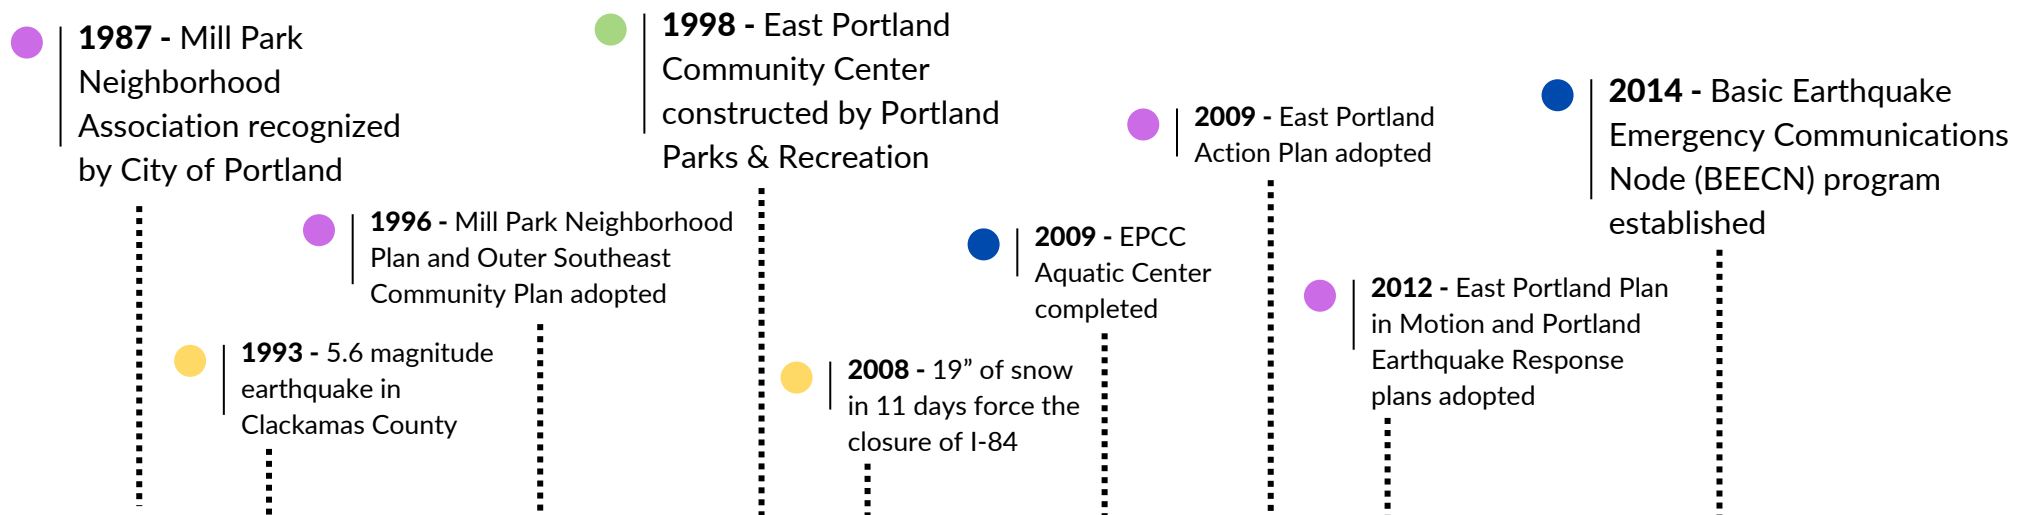 1987 - Mill Park
Neighborhood
Association recognized
by City of Portland
1993 - 5.6 magnitude
earthquake in
Clackamas County
1996 - Mill Park Neighborhood
Plan and Outer Southeast
Community Plan adopted
1998 - East Portland
Community Center
constructed by Portland
Parks & Recreation
2008 - 19” of snow
in 11 days force the
closure of I-84
2009 - EPCC
Aquatic Center
completed
2009 - East Portland
Action Plan adopted
2012 - East Portland Plan
in Motion and Portland
Earthquake Response
plans adopted
2014 - Basic Earthquake
Emergency Communications
Node (BEECN) program
established